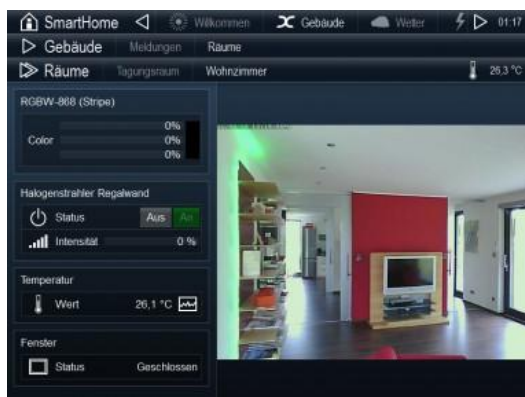 SmartHome Willkommen Gebäude Wetter 01:17
Gebäude Meldungen Räume
Räume Tagungsraum Wohnzimmer 26,3 °C
RGBW-868 (Stripe)
0%
Color 0%
0%
Halogenstrahler Regalwand
Status Aus An
Intensität 0 %
Temperatur
Wert 26,1 °C
Fenster
Status Geschlossen